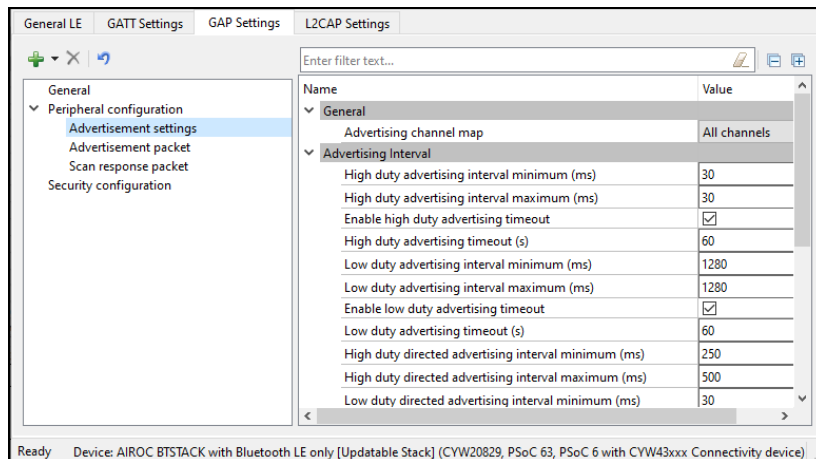 General LE GATT Settings GAP Settings L2CAP Settings
Enter filter text...
General
Peripheral configuration
Advertisement settings
Advertisement packet
Scan response packet
Security configuration
Name Value
General
Advertising channel map All channels
Advertising Interval
High duty advertising interval minimum (ms) 30
High duty advertising interval maximum (ms) 30
Enable high duty advertising timeout
High duty advertising timeout (s) 60
Low duty advertising interval minimum (ms) 1280
Low duty advertising interval maximum (ms) 1280
Enable low duty advertising timeout
Low duty advertising timeout (s) 60
High duty directed advertising interval minimum (ms) 250
High duty directed advertising interval maximum (ms) 500
Low duty directed advertising interval minimum (ms) 30
Ready Device: AIROC BTSTACK with Bluetooth LE only [Updatable Stack] (CYW20829, PSoC 63, PSoC 6 with CYW43xxx Connectivity device)